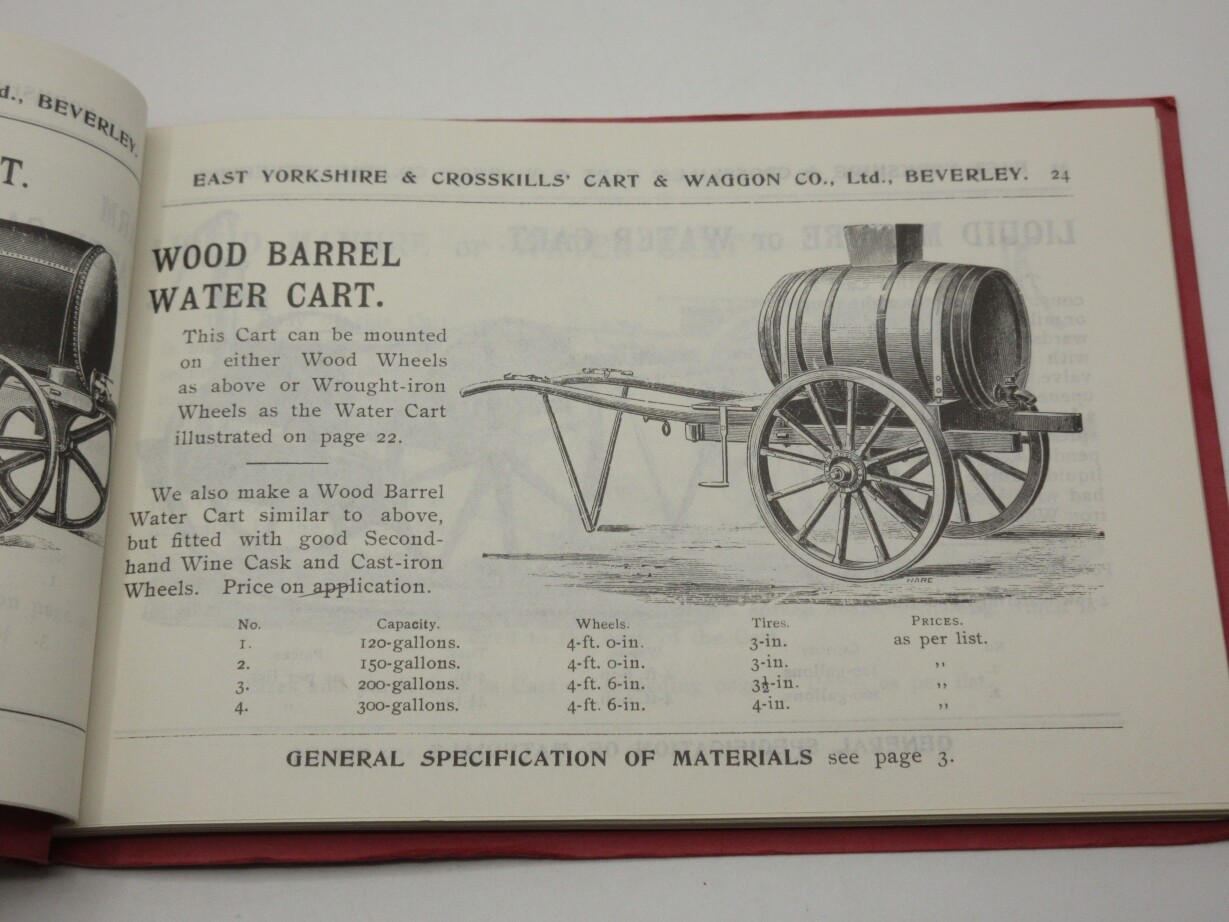 d., BEVERLEY.
T.
EAST YORKSHIRE & CROSSKILLS' CART & WAGGON CO., Ltd., BEVERLEY. 24
WOOD BARREL
WATER CART.
This Cart can be mounted
on either Wood Wheels
as above or Wrought-iron
Wheels as the Water Cart
illustrated on page 22.
We also make a Wood Barrel
Water Cart similar to above,
but fitted with good Second-
hand Wine Cask and Cast-iron
Wheels. Price on application.
HARE
No. Capacity. Wheels. Tires. PRICES.
1. 120-gallons. 4-ft. 0-in. 3-in. as per list.
2. 150-gallons. 4-ft. 0-in. 3-in. ,,
3. 200-gallons. 4-ft. 6-in. 3½-in. ,,
4. 300-gallons. 4-ft. 6-in. 4-in. ,,
GENERAL SPECIFICATION OF MATERIALS see page 3.